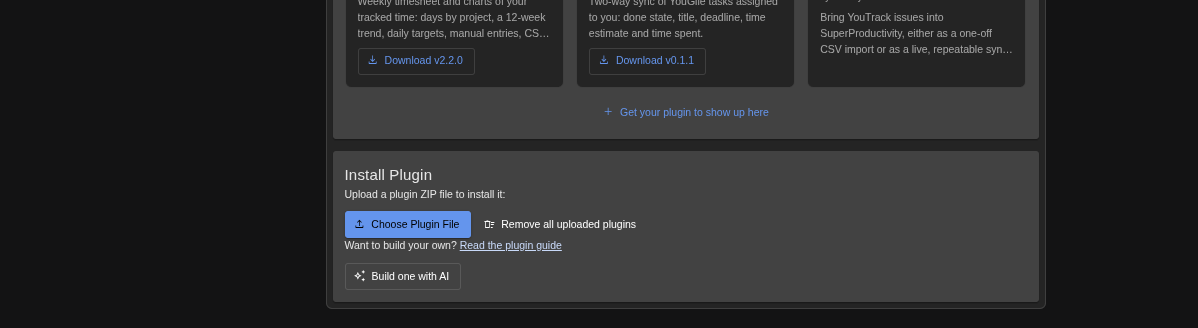 Weekly timesheet and charts of your
tracked time: days by project, a 12-week
trend, daily targets, manual entries, CS…
Download v2.2.0
Two-way sync of YouGile tasks assigned
to you: done state, title, deadline, time
estimate and time spent.
Download v0.1.1
Bring YouTrack issues into
SuperProductivity, either as a one-off
CSV import or as a live, repeatable syn…
Get your plugin to show up here
Install Plugin
Upload a plugin ZIP file to install it:
Choose Plugin File
Remove all uploaded plugins
Want to build your own? Read the plugin guide
Build one with AI